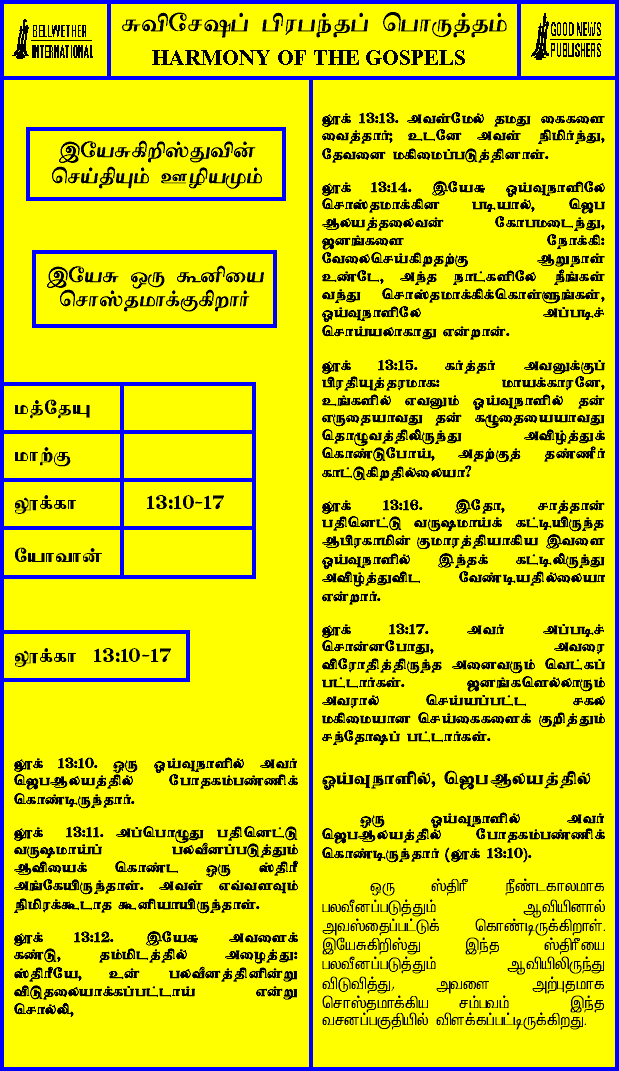 BELLWETHER
INTERNATIONAL
சுவிசேஷப் பிரபந்தப் பொருத்தம்
HARMONY OF THE GOSPELS
GOOD NEWS
PUBLISHERS
இயேசுகிறிஸ்துவின்
செய்தியும் ஊழியமும்
இயேசு ஒரு கூனியை
சொஸ்தமாக்குகிறார்
மத்தேயு
மாற்கு
லூக்கா 13:10-17
யோவான்
லூக்கா 13:10-17
லூக் 13:10. ஒரு ஓய்வுநாளில் அவர்
ஜெபஆலயத்தில் போதகம்பண்ணிக்
கொண்டிருந்தார்.
லூக் 13:11. அப்பொழுது பதினெட்டு
வருஷமாய்ப் பலவீனப்படுத்தும்
ஆவியைக் கொண்ட ஒரு ஸ்திரீ
அங்கேயிருந்தாள். அவள் எவ்வளவும்
நிமிரக்கூடாத கூனியாயிருந்தாள்.
லூக் 13:12. இயேசு அவளைக்
கண்டு, தம்மிடத்தில் அழைத்து:
ஸ்திரீயே, உன் பலவீனத்தினின்று
விடுதலையாக்கப்பட்டாய் என்று
சொல்லி,
லூக் 13:13. அவள்மேல் தமது கைகளை
வைத்தார்; உடனே அவள் நிமிர்ந்து,
தேவனை மகிமைப்படுத்தினாள்.
லூக் 13:14. இயேசு ஓய்வுநாளிலே
சொஸ்தமாக்கின படியால், ஜெப
ஆலயத்தலைவன் கோபமடைந்து,
ஜனங்களை நோக்கி:
வேலைசெய்கிறதற்கு ஆறுநாள்
உண்டே, அந்த நாட்களிலே நீங்கள்
வந்து சொஸ்தமாக்கிக்கொள்ளுங்கள்,
ஓய்வுநாளிலே அப்படிச்
சொய்யலாகாது என்றான்.
லூக் 13:15. கர்த்தர் அவனுக்குப்
பிரதியுத்தரமாக: மாயக்காரனே,
உங்களில் எவனும் ஓய்வுநாளில் தன்
எருதையாவது தன் கழுதையையாவது
தொழுவத்திலிருந்து அவிழ்த்துக்
கொண்டுபோய், அதற்குத் தண்ணீர்
காட்டுகிறதில்லையா?
லூக் 13:16. இதோ, சாத்தான்
பதினெட்டு வருஷமாய்க் கட்டியிருந்த
ஆபிரகாமின் குமாரத்தியாகிய இவளை
ஓய்வுநாளில் இந்தக் கட்டிலிருந்து
அவிழ்த்துவிட வேண்டியதில்லையா
என்றார்.
லூக் 13:17. அவர் அப்படிச்
சொன்னபோது, அவரை
விரோதித்திருந்த அனைவரும் வெட்கப்
பட்டார்கள். ஜனங்களெல்லாரும்
அவரால் செய்யப்பட்ட சகல
மகிமையான செய்கைகளைக் குறித்தும்
சந்தோஷப் பட்டார்கள்.
ஓய்வுநாளில், ஜெபஆலயத்தில்
ஒரு ஓய்வுநாளில் அவர்
ஜெபஆலயத்தில் போதகம்பண்ணிக்
கொண்டிருந்தார் (லூக் 13:10).
ஒரு ஸ்திரீ நீண்டகாலமாக
பலவீனப்படுத்தும் ஆவியினால்
அவஸ்தைப்பட்டுக் கொண்டிருக்கிறாள்.
இயேசுகிறிஸ்து இந்த ஸ்திரீயை
பலவீனப்படுத்தும் ஆவியிலிருந்து
விடுவித்து, அவளை அற்புதமாக
சொஸ்தமாக்கிய சம்பவம் இந்த
வசனப்பகுதியில் விளக்கப்பட்டிருக்கிறது.